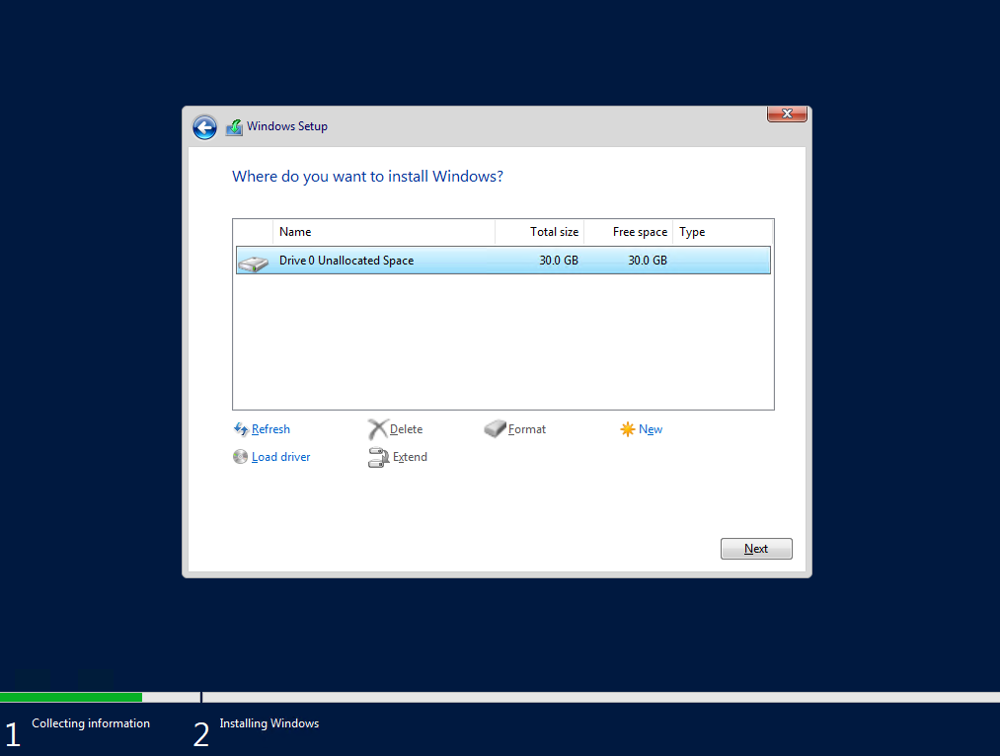 Windows Setup
Where do you want to install Windows?
Name Total size Free space Type
Drive 0 Unallocated Space 30.0 GB 30.0 GB
Refresh Delete Format New
Load driver Extend
Next
1 Collecting information 2 Installing Windows